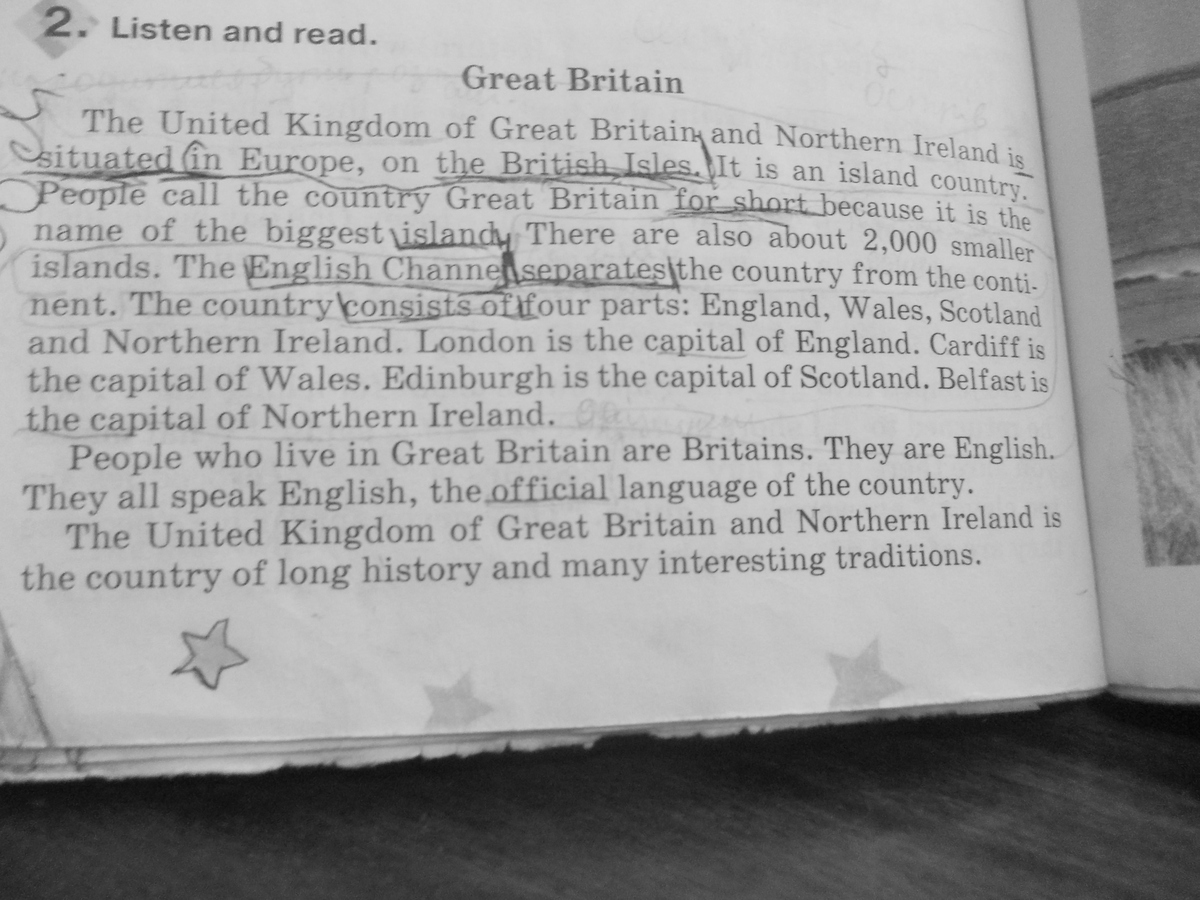 2. Listen and read.
Great Britain
The United Kingdom of Great Britain and Northern Ireland is
situated in Europe, on the British Isles. It is an island country.
People call the country Great Britain for short because it is the
name of the biggest island. There are also about 2,000 smaller
islands. The English Channel separates the country from the conti-
nent. The country consists of four parts: England, Wales, Scotland
and Northern Ireland. London is the capital of England. Cardiff is
the capital of Wales. Edinburgh is the capital of Scotland. Belfast is
the capital of Northern Ireland.
People who live in Great Britain are Britains. They are English.
They all speak English, the official language of the country.
The United Kingdom of Great Britain and Northern Ireland is
the country of long history and many interesting traditions.